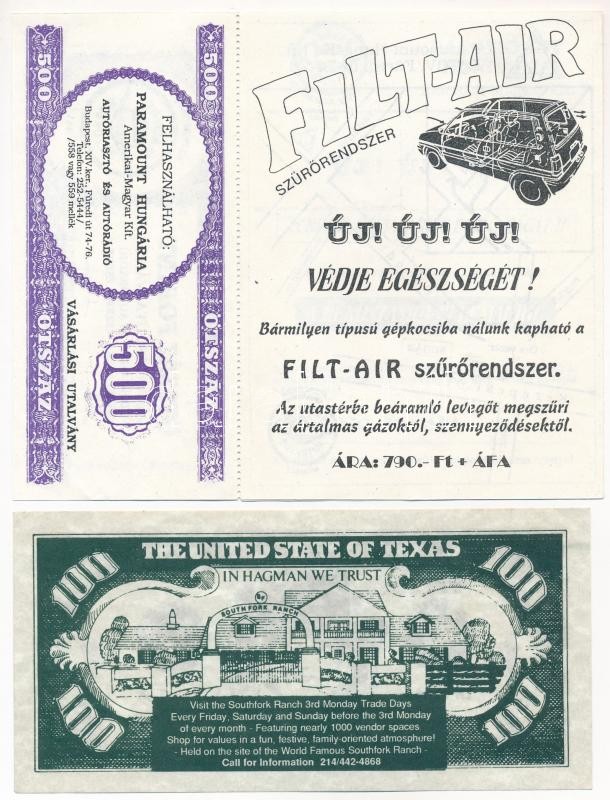 500
500
FELHASZNÁLHATÓ:
PARAMOUNT HUNGÁRIA
Amerikai-Magyar Kft.
AUTÓRIASZTÓ ÉS AUTÓRÁDIÓ
Budapest, XIV.ker., Füredi út 74-76.
Telefon: 252-5444/
/558 vagy 559 mellék
500
VÁSÁRLÁSI UTALVÁNY
ÖTSZÁZ
ÖTSZÁZ
FILT-AIR
SZŰRŐRENDSZER
ÚJ! ÚJ! ÚJ!
VÉDJE EGÉSZSÉGÉT !
Bármilyen típusú gépkocsiba nálunk kapható a
FILT-AIR szűrőrendszer.
Az utastérbe beáramló levegőt megszűri
az ártalmas gázoktól, szennyeződésektől.
ÁRA: 790.- Ft + ÁFA
THE UNITED STATE OF TEXAS
100
100
IN HAGMAN WE TRUST
SOUTHFORK RANCH
100
100
Visit the Southfork Ranch 3rd Monday Trade Days
Every Friday, Saturday and Sunday before the 3rd Monday
of every month - Featuring nearly 1000 vendor spaces
Shop for values in a fun, festive, family-oriented atmophsure!
- Held on the site of the World Famous Southfork Ranch -
Call for Information 214/442-4868